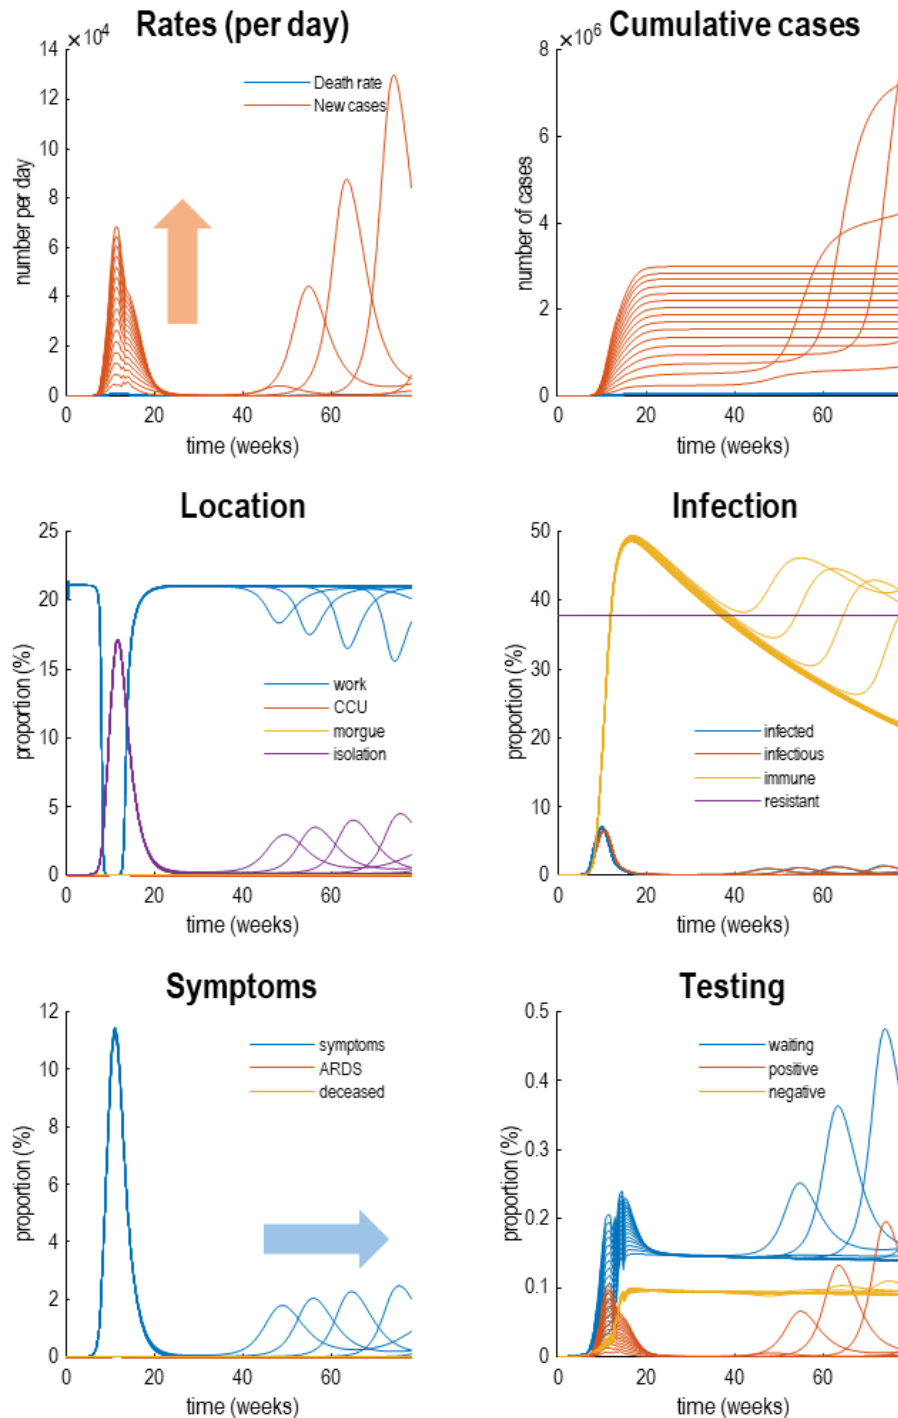 Rates (per day)
×10⁴
14
12
10
8
6
4
2
0
number per day
Death rate
New cases
0 20 40 60
time (weeks)
Cumulative cases
×10⁶
8
6
4
2
0
number of cases
0 20 40 60
time (weeks)
Location
25
20
15
10
5
0
proportion (%)
work
CCU
morgue
isolation
0 20 40 60
time (weeks)
Infection
50
40
30
20
10
0
proportion (%)
infected
infectious
immune
resistant
0 20 40 60
time (weeks)
Symptoms
12
10
8
6
4
2
0
proportion (%)
symptoms
ARDS
deceased
0 20 40 60
time (weeks)
Testing
0.5
0.4
0.3
0.2
0.1
0
proportion (%)
waiting
positive
negative
0 20 40 60
time (weeks)